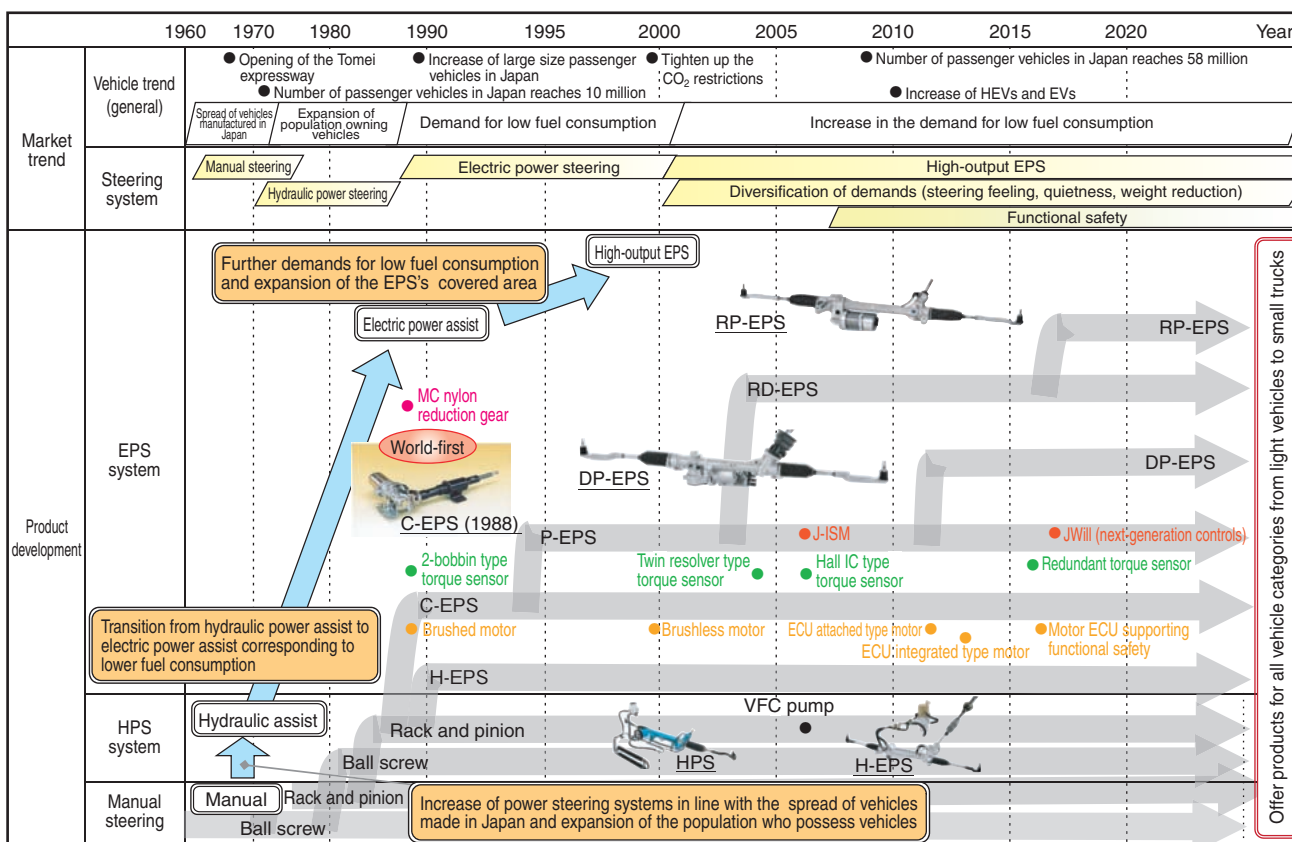 1960
1970
1980
1990
1995
2000
2005
2010
2015
2020
Year
Market
trend
Vehicle trend
(general)
Opening of the Tomei
expressway
Number of passenger vehicles in Japan reaches 10 million
Increase of large size passenger
vehicles in Japan
Tighten up the
CO₂ restrictions
Number of passenger vehicles in Japan reaches 58 million
Increase of HEVs and EVs
Spread of vehicles
manufactured in
Japan
Expansion of
population owning
vehicles
Demand for low fuel consumption
Increase in the demand for low fuel consumption
Steering
system
Manual steering
Electric power steering
High-output EPS
Hydraulic power steering
Diversification of demands (steering feeling, quietness, weight reduction)
Functional safety
Product
development
EPS
system
Further demands for low fuel consumption
and expansion of the EPS's covered area
High-output EPS
Electric power assist
RP-EPS
RP-EPS
MC nylon
reduction gear
World-first
C-EPS (1988)
RD-EPS
DP-EPS
DP-EPS
P-EPS
J-ISM
JWill (next-generation controls)
2-bobbin type
torque sensor
Twin resolver type
torque sensor
Hall IC type
torque sensor
Redundant torque sensor
C-EPS
Transition from hydraulic power assist to
electric power assist corresponding to
lower fuel consumption
Brushed motor
Brushless motor
ECU attached type motor
ECU integrated type motor
Motor ECU supporting
functional safety
H-EPS
HPS
system
Hydraulic assist
Rack and pinion
VFC pump
Ball screw
HPS
H-EPS
Manual
steering
Manual
Rack and pinion
Ball screw
Increase of power steering systems in line with the spread of vehicles
made in Japan and expansion of the population who possess vehicles
Offer products for all vehicle categories from light vehicles to small trucks